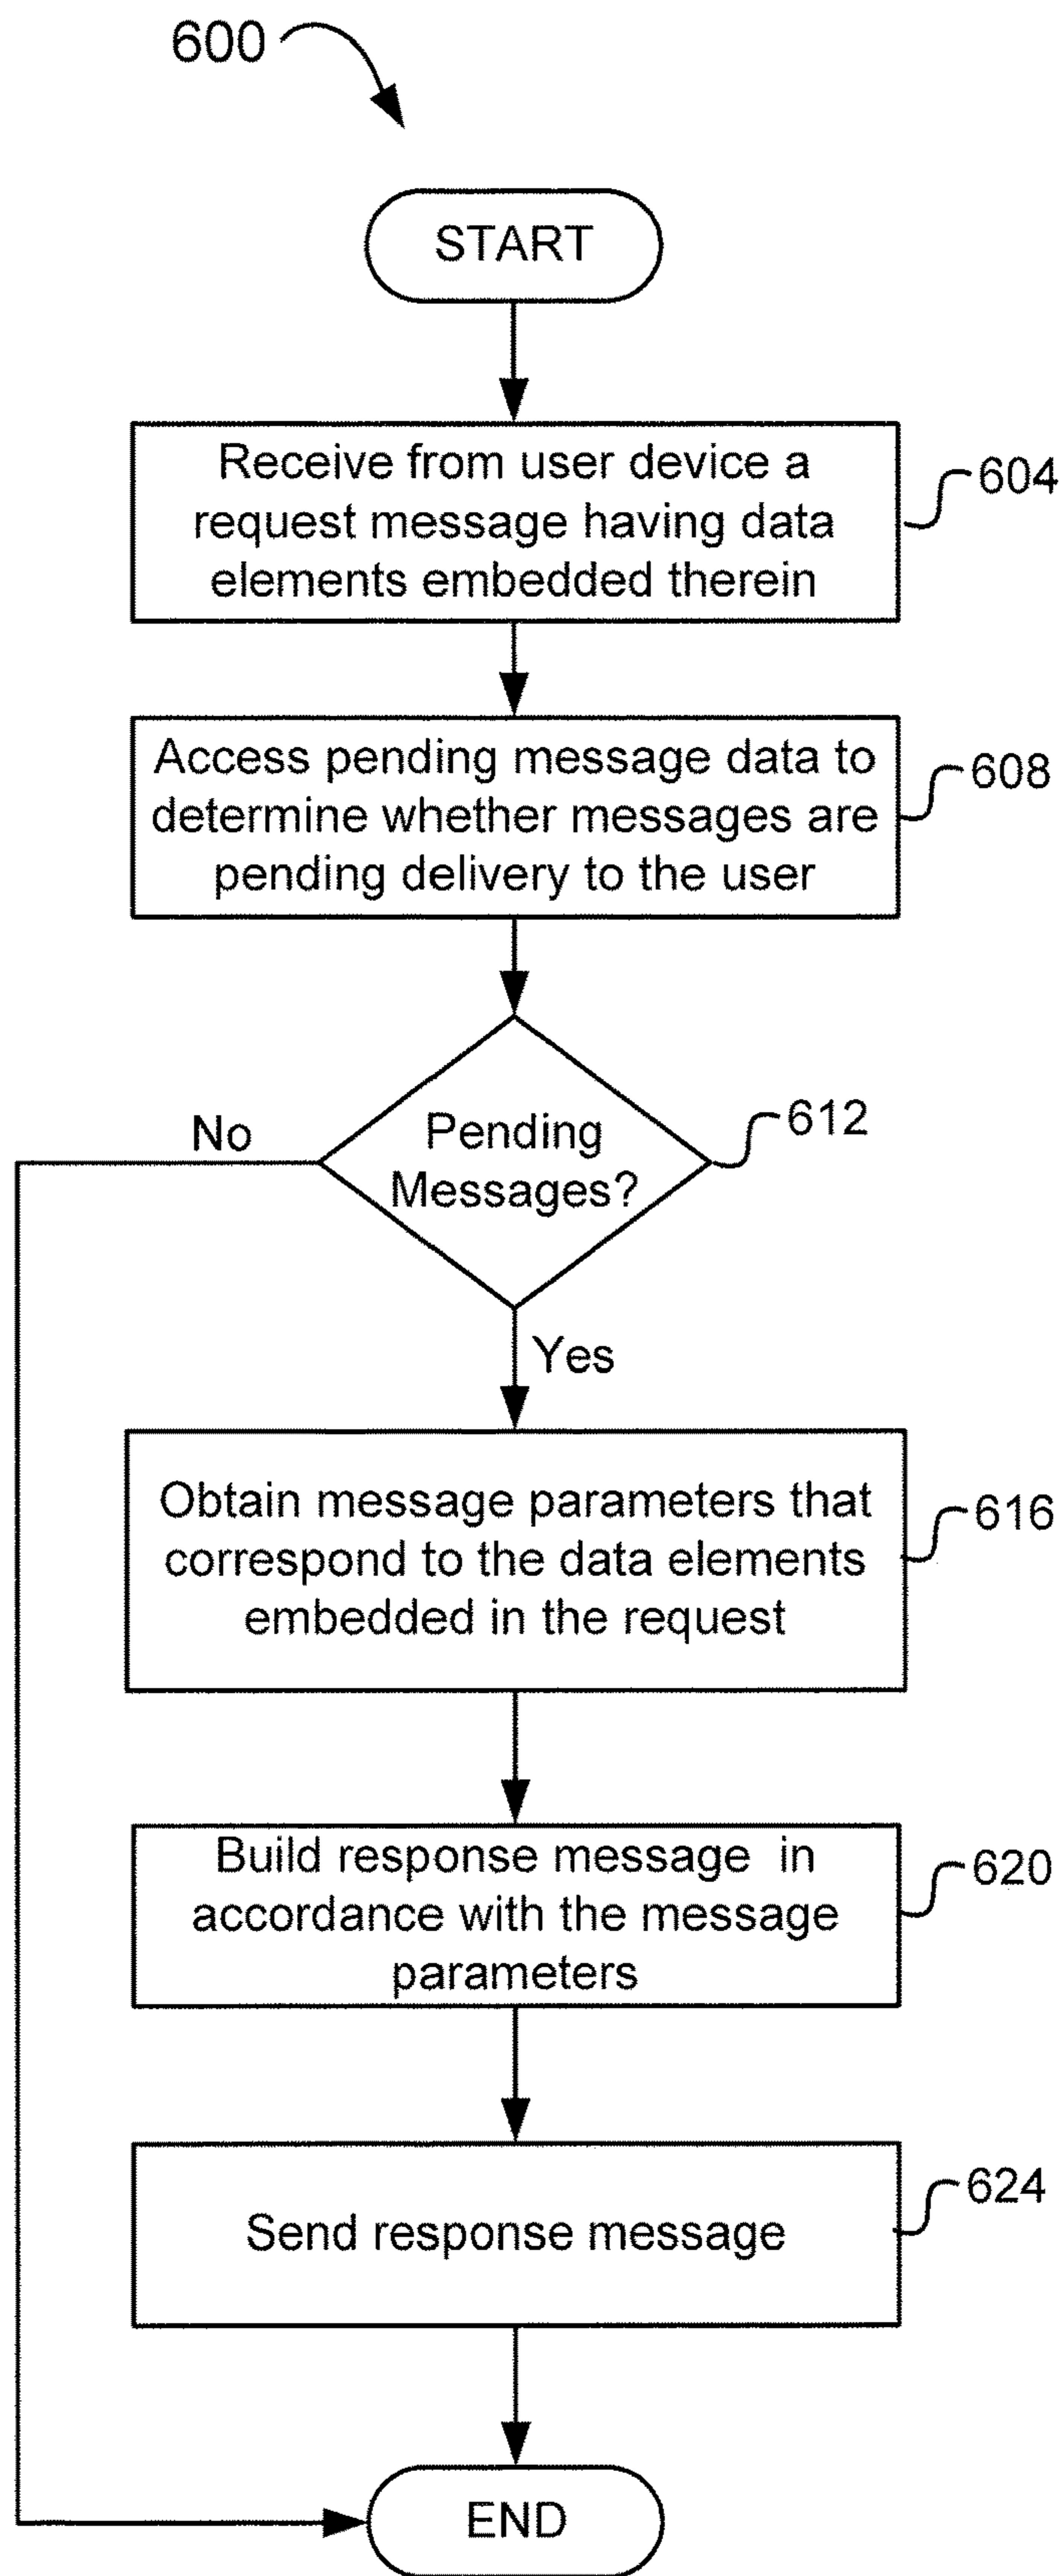 600
START
Receive from user device a
request message having data
elements embedded therein
604
Access pending message data to
determine whether messages are
pending delivery to the user
608
Pending
Messages?
612
No
Yes
Obtain message parameters that
correspond to the data elements
embedded in the request
616
Build response message in
accordance with the message
parameters
620
Send response message
624
END